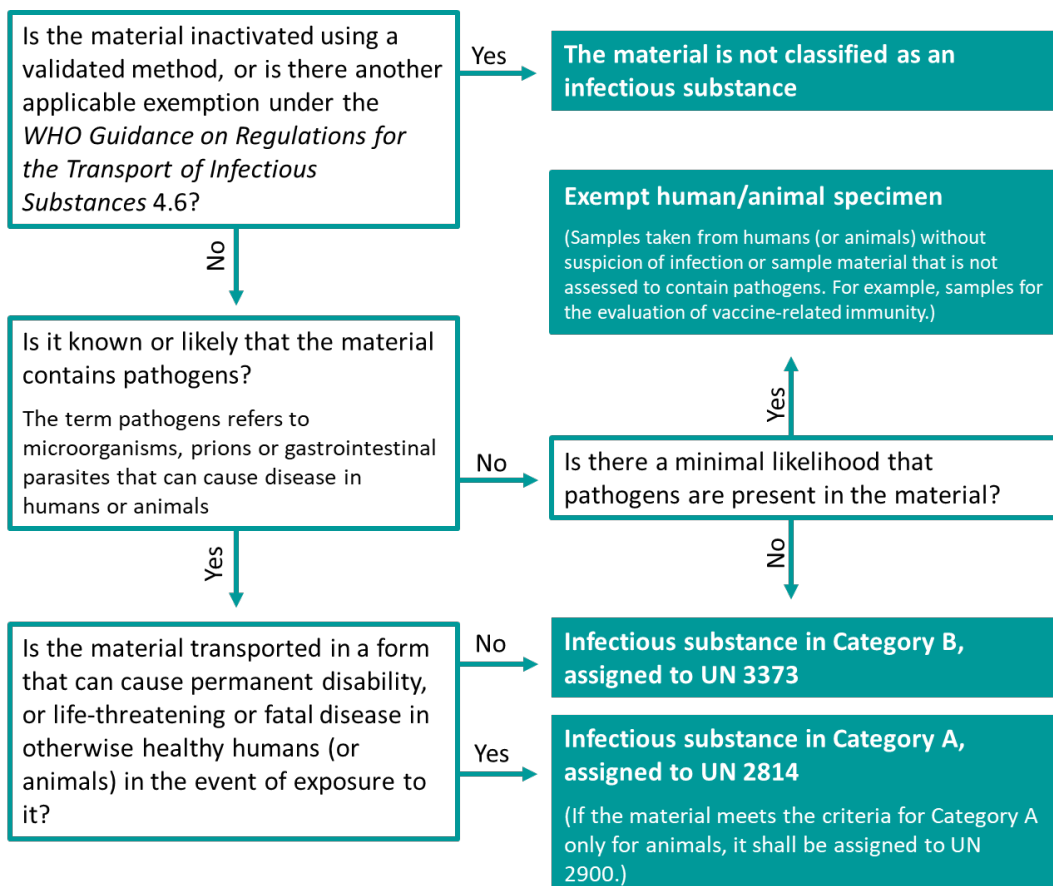 Is the material inactivated using a
validated method, or is there another
applicable exemption under the
WHO Guidance on Regulations for
the Transport of Infectious
Substances 4.6?
Yes
The material is not classified as an
infectious substance
No
Exempt human/animal specimen
(Samples taken from humans (or animals) without
suspicion of infection or sample material that is not
assessed to contain pathogens. For example, samples for
the evaluation of vaccine-related immunity.)
Is it known or likely that the material
contains pathogens?
The term pathogens refers to
microorganisms, prions or gastrointestinal
parasites that can cause disease in
humans or animals
No
Yes
Is there a minimal likelihood that
pathogens are present in the material?
Yes
No
Is the material transported in a form
that can cause permanent disability,
or life-threatening or fatal disease in
otherwise healthy humans (or
animals) in the event of exposure to
it?
No
Infectious substance in Category B,
assigned to UN 3373
Yes
Infectious substance in Category A,
assigned to UN 2814
(If the material meets the criteria for Category A
only for animals, it shall be assigned to UN
2900.)